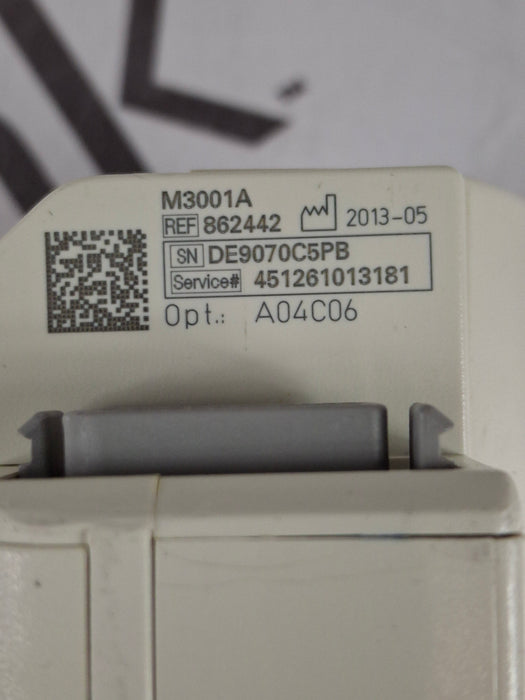 M3001A
REF 862442 2013-05
SN DE9070C5PB
Service# 451261013181
Opt.: A04C06